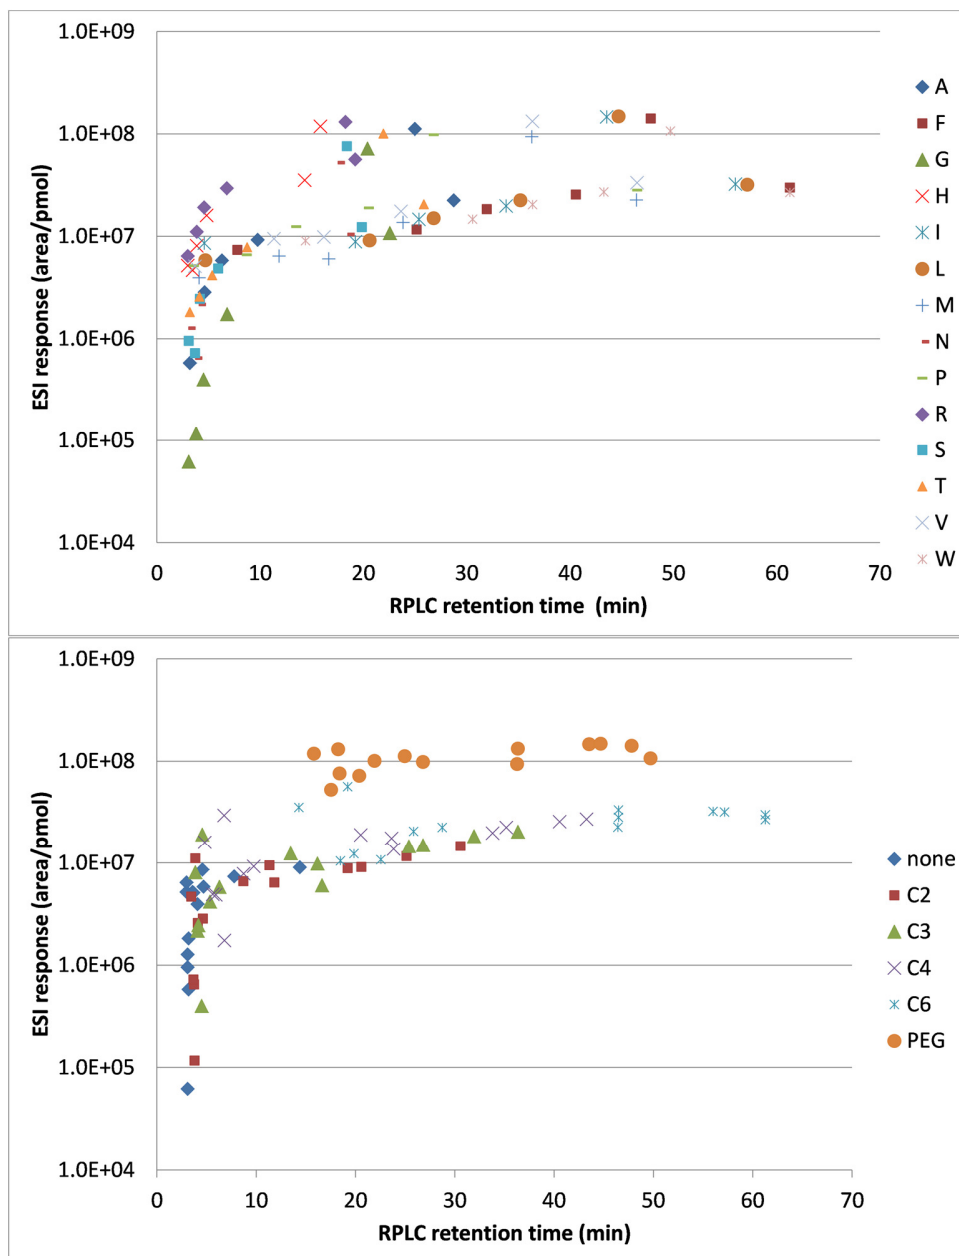 1.0E+09
1.0E+08
1.0E+07
1.0E+06
1.0E+05
1.0E+04
ESI response (area/pmol)
0 10 20 30 40 50 60 70
RPLC retention time (min)
A
F
G
H
I
L
M
N
P
R
S
T
V
W
1.0E+09
1.0E+08
1.0E+07
1.0E+06
1.0E+05
1.0E+04
ESI response (area/pmol)
0 10 20 30 40 50 60 70
RPLC retention time (min)
none
C2
C3
C4
C6
PEG